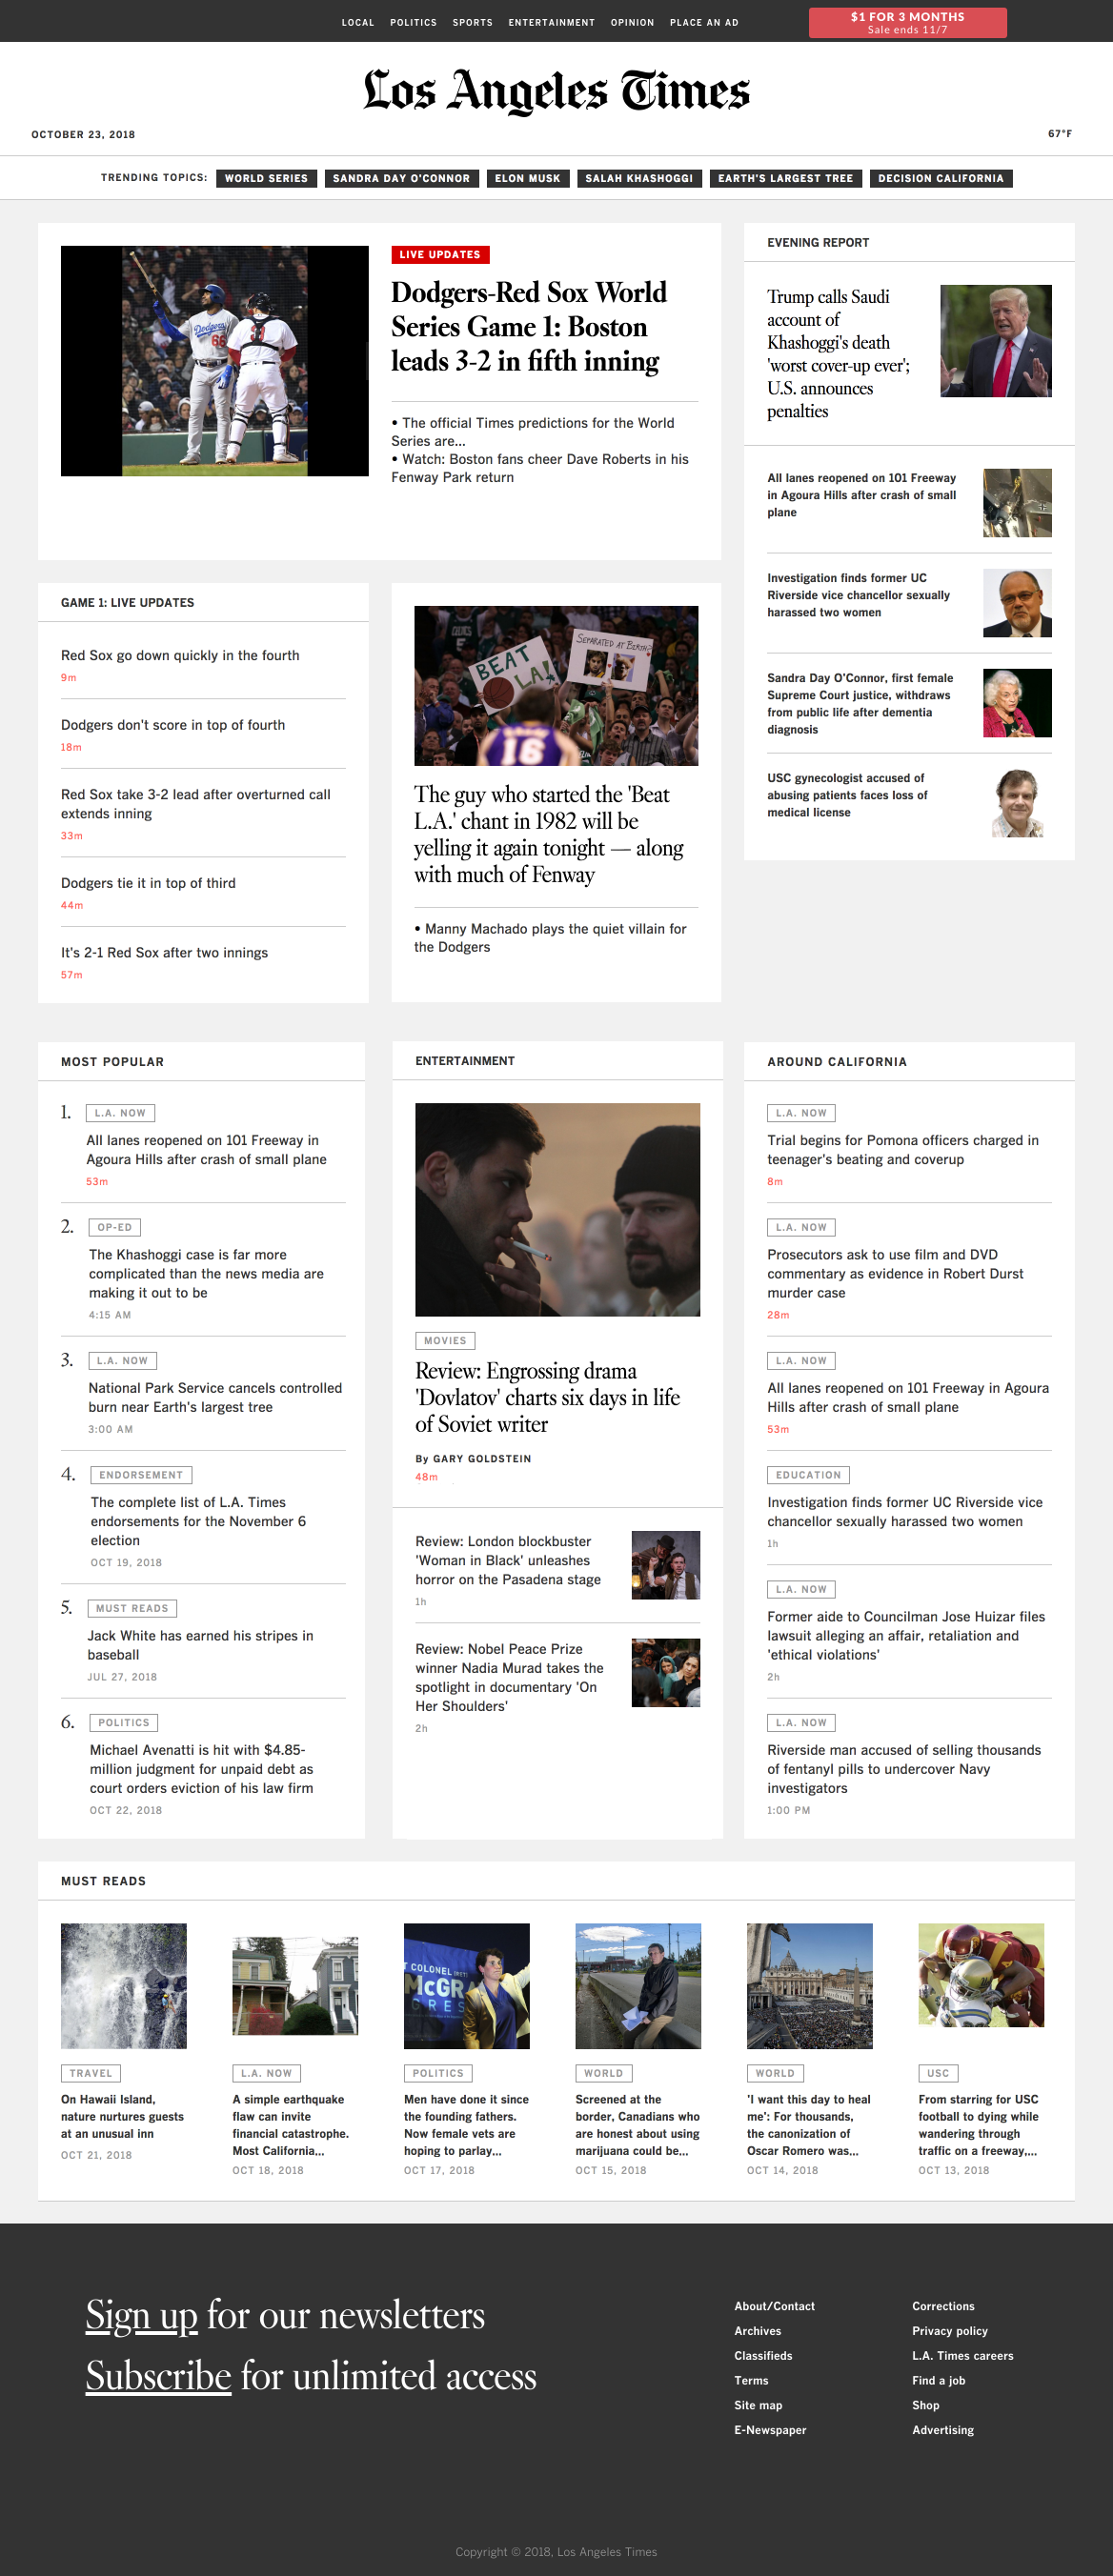 LOCAL POLITICS SPORTS ENTERTAINMENT OPINION PLACE AN AD
$1 FOR 3 MONTHS
Sale ends 11/7
Los Angeles Times
OCTOBER 23, 2018
67°F
TRENDING TOPICS: WORLD SERIES SANDRA DAY O'CONNOR ELON MUSK SALAH KHASHOGGI EARTH'S LARGEST TREE DECISION CALIFORNIA
Dodgers
66
LIVE UPDATES
Dodgers-Red Sox World
Series Game 1: Boston
leads 3-2 in fifth inning
• The official Times predictions for the World
Series are...
• Watch: Boston fans cheer Dave Roberts in his
Fenway Park return
EVENING REPORT
Trump calls Saudi
account of
Khashoggi's death
'worst cover-up ever';
U.S. announces
penalties
All lanes reopened on 101 Freeway
in Agoura Hills after crash of small
plane
Investigation finds former UC
Riverside vice chancellor sexually
harassed two women
Sandra Day O'Connor, first female
Supreme Court justice, withdraws
from public life after dementia
diagnosis
USC gynecologist accused of
abusing patients faces loss of
medical license
GAME 1: LIVE UPDATES
Red Sox go down quickly in the fourth
9m
Dodgers don't score in top of fourth
18m
Red Sox take 3-2 lead after overturned call
extends inning
33m
Dodgers tie it in top of third
44m
It's 2-1 Red Sox after two innings
57m
CELTICS
BEAT
LA!
SEPARATED AT BIRTH?
16
The guy who started the 'Beat
L.A.' chant in 1982 will be
yelling it again tonight — along
with much of Fenway
• Manny Machado plays the quiet villain for
the Dodgers
MOST POPULAR
1. L.A. NOW
All lanes reopened on 101 Freeway in
Agoura Hills after crash of small plane
53m
2. OP-ED
The Khashoggi case is far more
complicated than the news media are
making it out to be
4:15 AM
3. L.A. NOW
National Park Service cancels controlled
burn near Earth's largest tree
3:00 AM
4. ENDORSEMENT
The complete list of L.A. Times
endorsements for the November 6
election
OCT 19, 2018
5. MUST READS
Jack White has earned his stripes in
baseball
JUL 27, 2018
6. POLITICS
Michael Avenatti is hit with $4.85-
million judgment for unpaid debt as
court orders eviction of his law firm
OCT 22, 2018
ENTERTAINMENT
MOVIES
Review: Engrossing drama
'Dovlatov' charts six days in life
of Soviet writer
By GARY GOLDSTEIN
48m
Review: London blockbuster
'Woman in Black' unleashes
horror on the Pasadena stage
1h
Review: Nobel Peace Prize
winner Nadia Murad takes the
spotlight in documentary 'On
Her Shoulders'
2h
AROUND CALIFORNIA
L.A. NOW
Trial begins for Pomona officers charged in
teenager's beating and coverup
8m
L.A. NOW
Prosecutors ask to use film and DVD
commentary as evidence in Robert Durst
murder case
28m
L.A. NOW
All lanes reopened on 101 Freeway in Agoura
Hills after crash of small plane
53m
EDUCATION
Investigation finds former UC Riverside vice
chancellor sexually harassed two women
1h
L.A. NOW
Former aide to Councilman Jose Huizar files
lawsuit alleging an affair, retaliation and
'ethical violations'
2h
L.A. NOW
Riverside man accused of selling thousands
of fentanyl pills to undercover Navy
investigators
1:00 PM
MUST READS
TRAVEL
On Hawaii Island,
nature nurtures guests
at an unusual inn
OCT 21, 2018
L.A. NOW
A simple earthquake
flaw can invite
financial catastrophe.
Most California...
OCT 18, 2018
T COLONEL
McGR
RES
POLITICS
Men have done it since
the founding fathers.
Now female vets are
hoping to parlay...
OCT 17, 2018
WORLD
Screened at the
border, Canadians who
are honest about using
marijuana could be...
OCT 15, 2018
WORLD
'I want this day to heal
me': For thousands,
the canonization of
Oscar Romero was...
OCT 14, 2018
USC
From starring for USC
football to dying while
wandering through
traffic on a freeway,...
OCT 13, 2018
Sign up for our newsletters
Subscribe for unlimited access
About/Contact
Archives
Classifieds
Terms
Site map
E-Newspaper
Corrections
Privacy policy
L.A. Times careers
Find a job
Shop
Advertising
Copyright © 2018, Los Angeles Times